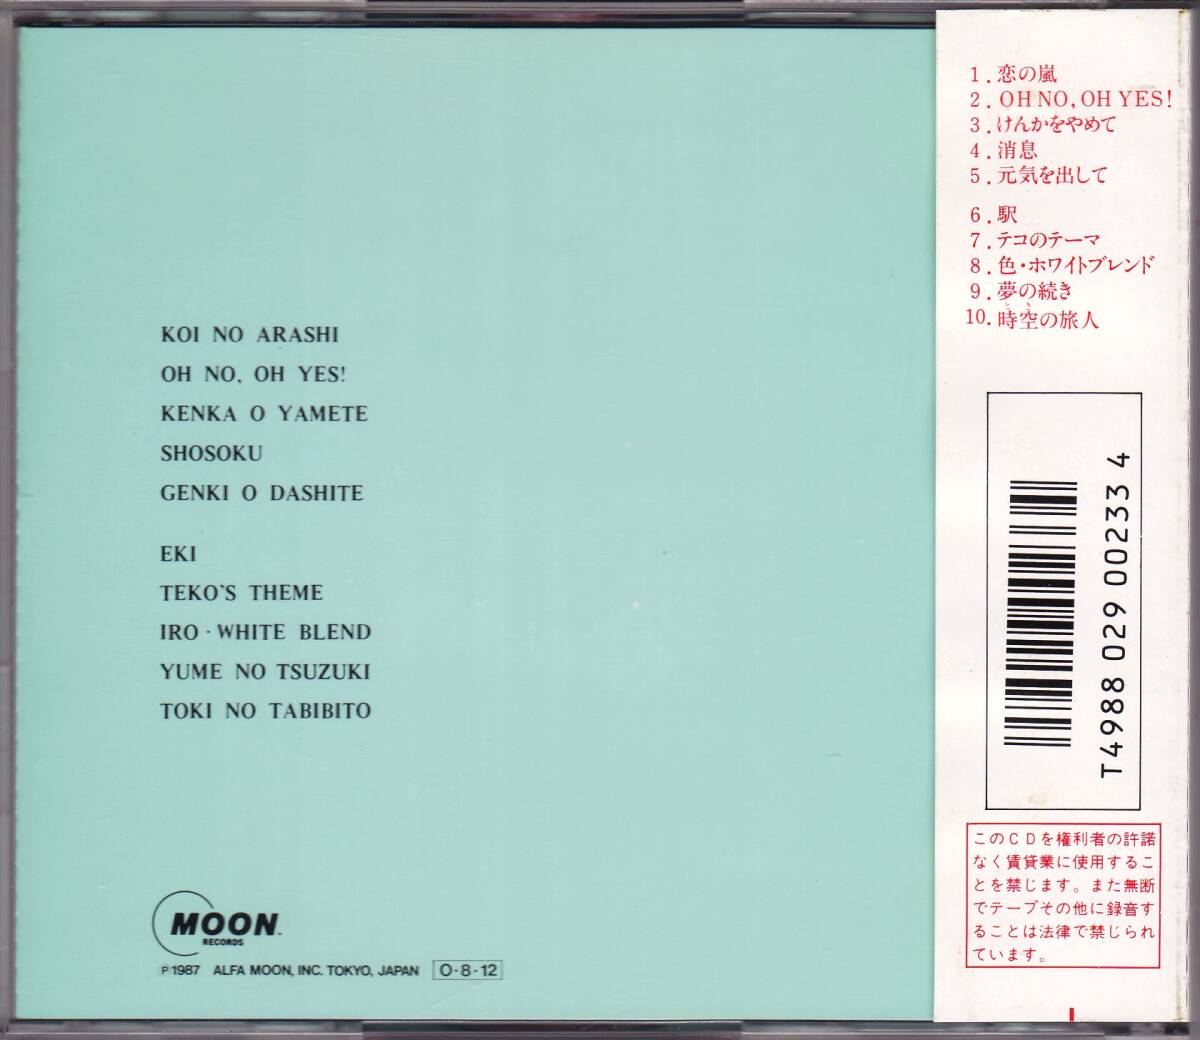 KOI NO ARASHI
OH NO, OH YES!
KENKA O YAMETE
SHOSOKU
GENKI O DASHITE
EKI
TEKO'S THEME
IRO · WHITE BLEND
YUME NO TSUZUKI
TOKI NO TABIBITO
MOON
RECORDS
℗1987 ALFA MOON, INC. TOKYO, JAPAN O·8·12
1. 恋の嵐
2. OH NO, OH YES!
3. けんかをやめて
4. 消息
5. 元気を出して
6. 駅
7. テコのテーマ
8. 色・ホワイトブレンド
9. 夢の続き
とき
10. 時空の旅人
T4988 029 00233 4
このCDを権利者の許諾
なく賃貸業に使用するこ
とを禁じます。また無断
でテープその他に録音す
ることは法律で禁じられ
ています。